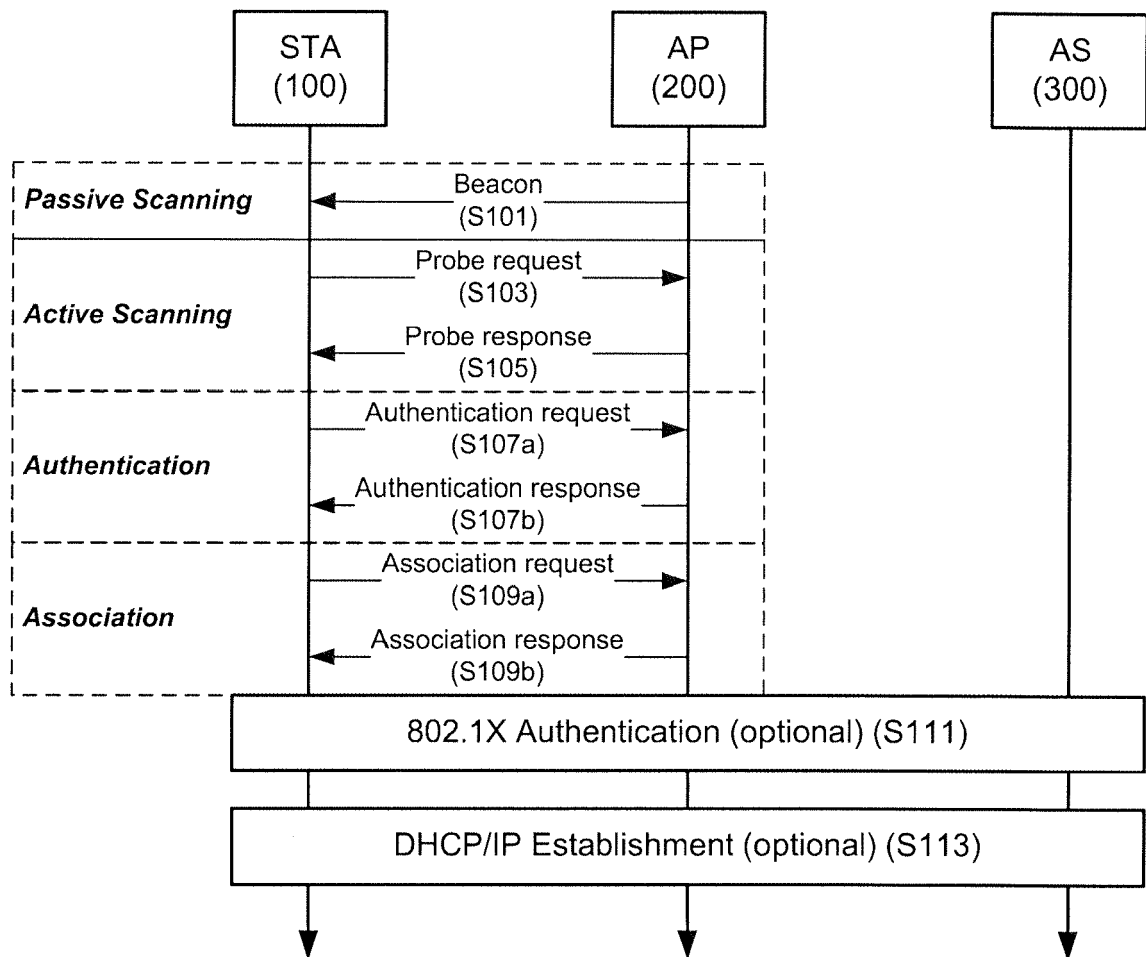 STA
(100)
AP
(200)
AS
(300)
Passive Scanning
Beacon
(S101)
Active Scanning
Probe request
(S103)
Probe response
(S105)
Authentication
Authentication request
(S107a)
Authentication response
(S107b)
Association
Association request
(S109a)
Association response
(S109b)
802.1X Authentication (optional) (S111)
DHCP/IP Establishment (optional) (S113)